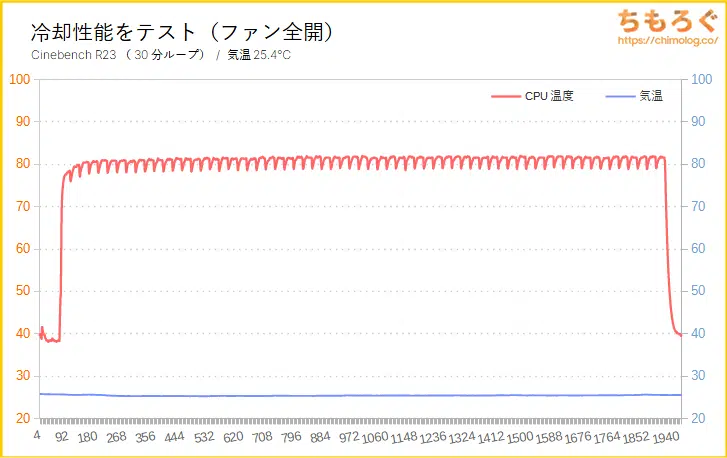 冷却性能をテスト（ファン全開）
ちもろぐ
https://chimolog.co/
Cinebench R23 （ 30 分ループ） / 気温 25.4°C
CPU 温度
気温
100 100
90 90
80 80
70 70
60 60
50 50
40 40
30 30
20 20
4 92 180 268 356 444 532 620 708 796 884 972 1060 1148 1236 1324 1412 1500 1588 1676 1764 1852 1940